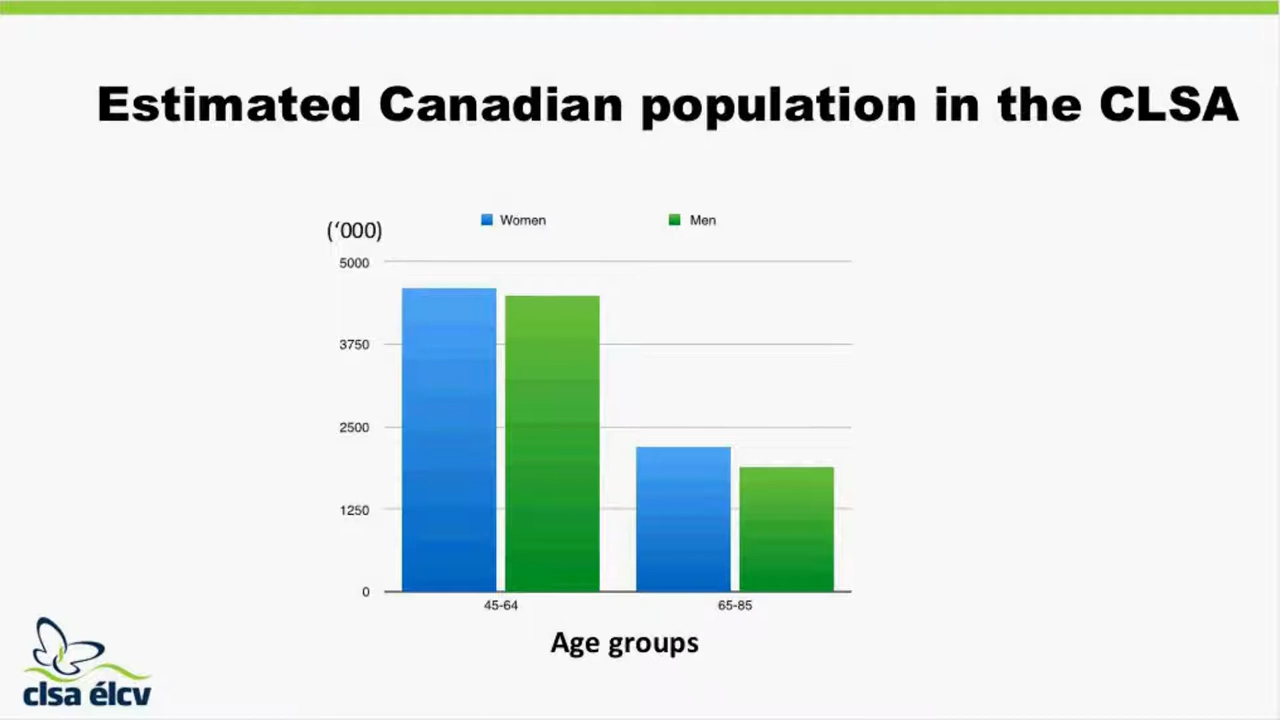 Estimated Canadian population in the CLSA
(‘000)
Women
Men
5000
3750
2500
1250
0
45-64
65-85
Age groups
clsa élcv